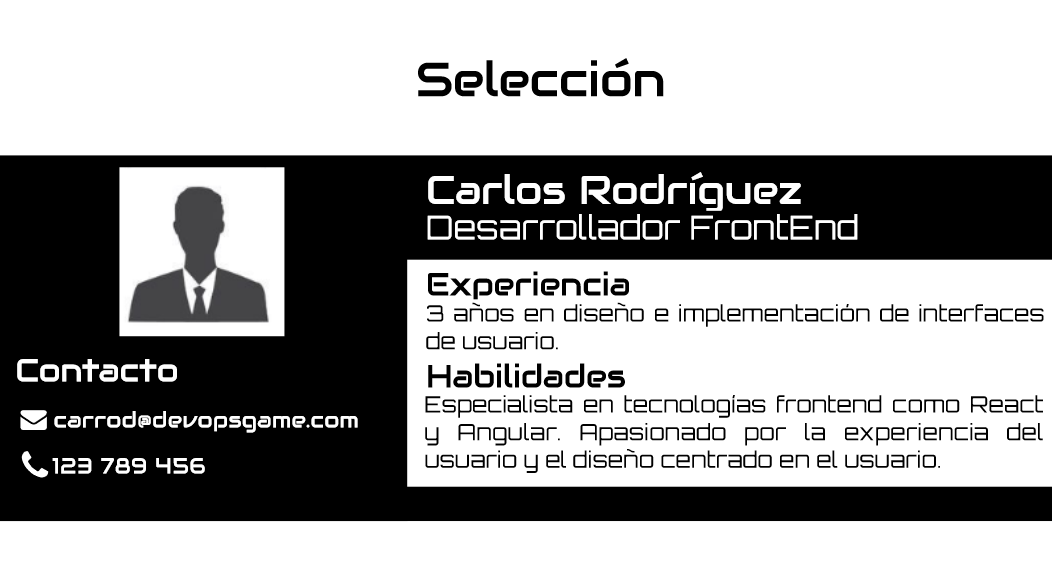 Selección
Carlos Rodríguez
Desarrollador FrontEnd
Experiencia
3 años en diseño e implementación de interfaces
de usuario.
Habilidades
Especialista en tecnologías frontend como React
y Angular. Apasionado por la experiencia del
usuario y el diseño centrado en el usuario.
Contacto
carrod@devopsgame.com
123 789 456